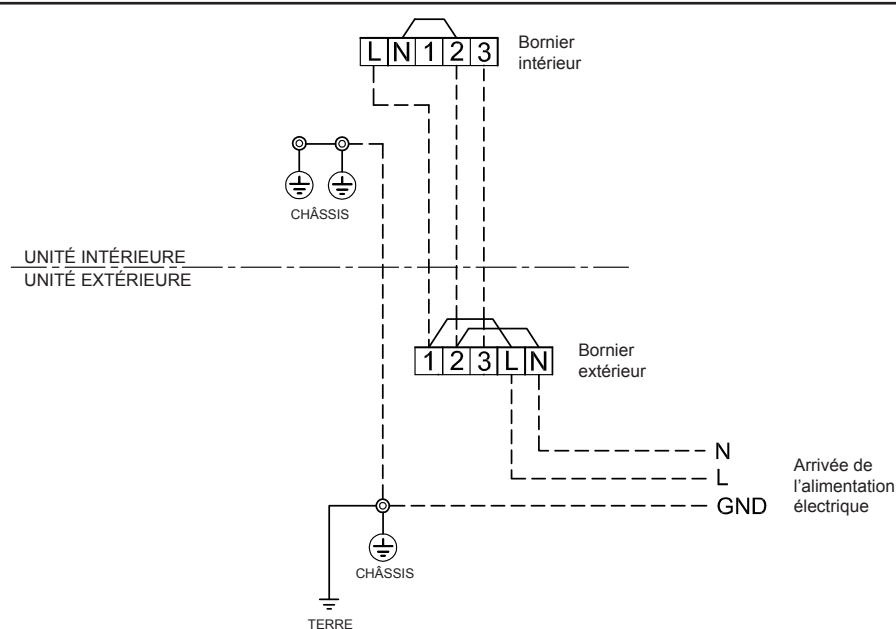 L N 1 2 3
Bornier
intérieur
CHÂSSIS
UNITÉ INTÉRIEURE
UNITÉ EXTÉRIEURE
1 2 3 L N
Bornier
extérieur
N
L
GND
Arrivée de
l'alimentation
électrique
CHÂSSIS
TERRE